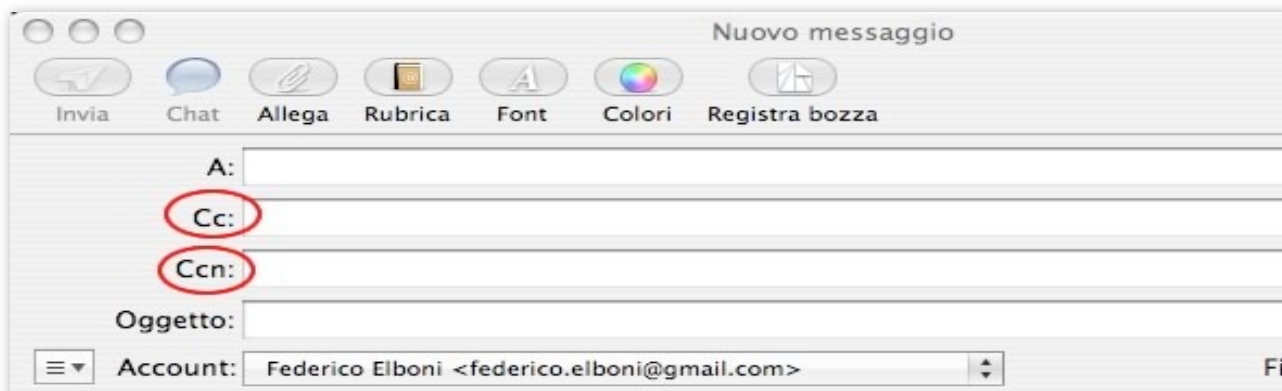 Nuovo messaggio
Invia Chat Allega Rubrica Font Colori Registra bozza
A:
Cc:
Ccn:
Oggetto:
Account: Federico Elboni <federico.elboni@gmail.com> Fi